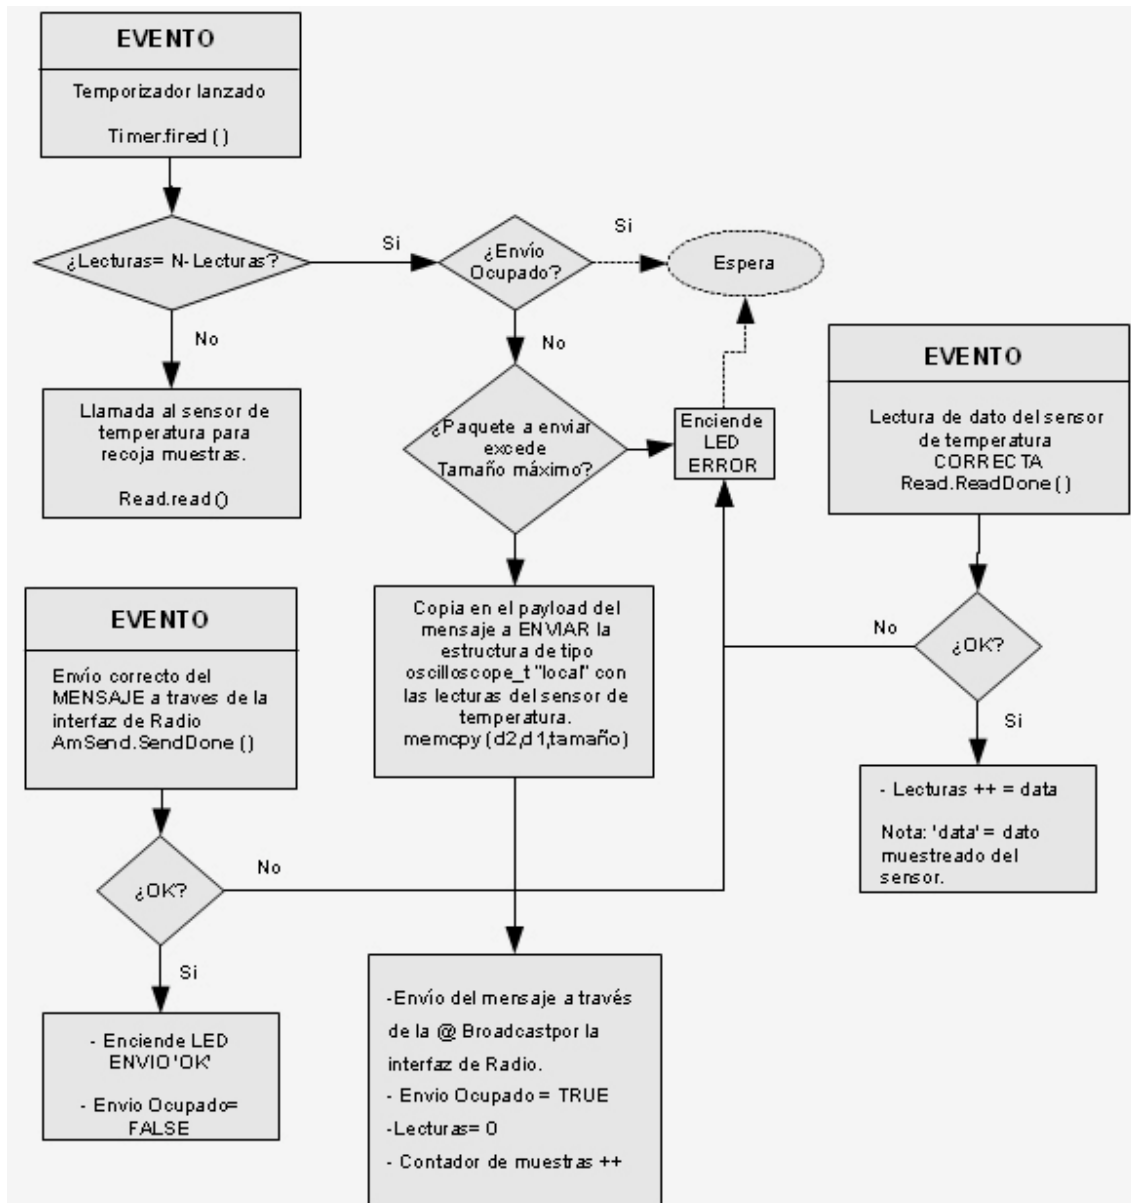 EVENTO
Temporizador lanzado
Timer.fired ( )
¿Lecturas= N- Lecturas?
Si
No
Llamada al sensor de
temperatura para
recoja muestras.
Read.read()
¿Envío
Ocupado?
Si
Espera
No
¿Paquete a enviar
excede
Tamaño máximo?
Enciende
LED
ERROR
EVENTO
Lectura de dato del sensor
de temperatura
CORRECTA
Read.ReadDone ( )
¿OK?
No
Si
- Lecturas ++ = data
Nota: 'data'= dato
muestreado del
sensor.
Copia en el payload del
mensaje a ENVIAR la
estructura de tipo
oscilloscope_t "local" con
las lecturas del sensor de
temperatura.
memcpy (d2,d1,tamaño)
EVENTO
Envío correcto del
MENSAJE a traves de la
interfaz de Radio
AmSend.SendDone ( )
¿OK?
No
Si
- Enciende LED
ENVIO 'OK'
- Envio Ocupado=
FALSE
-Envío del mensaje a través
de la @ Broadcastpor la
interfaz de Radio.
- Envio Ocupado = TRUE
-Lecturas= 0
- Contador de muestras ++